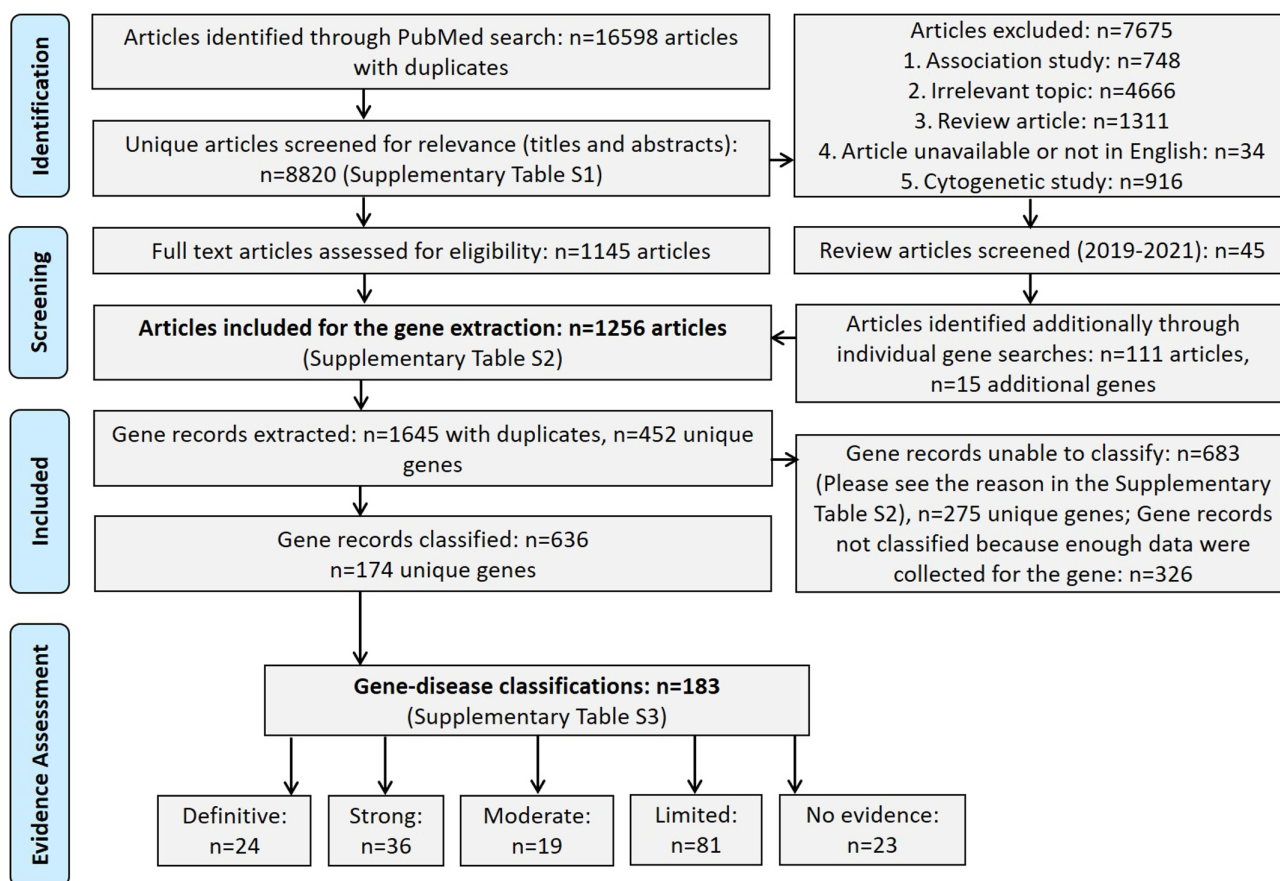 Identification
Articles identified through PubMed search: n=16598 articles
with duplicates
Unique articles screened for relevance (titles and abstracts):
n=8820 (Supplementary Table S1)
Articles excluded: n=7675
1. Association study: n=748
2. Irrelevant topic: n=4666
3. Review article: n=1311
4. Article unavailable or not in English: n=34
5. Cytogenetic study: n=916
Screening
Full text articles assessed for eligibility: n=1145 articles
Review articles screened (2019-2021): n=45
Articles included for the gene extraction: n=1256 articles
(Supplementary Table S2)
Articles identified additionally through
individual gene searches: n=111 articles,
n=15 additional genes
Included
Gene records extracted: n=1645 with duplicates, n=452 unique
genes
Gene records unable to classify: n=683
(Please see the reason in the Supplementary
Table S2), n=275 unique genes; Gene records
not classified because enough data were
collected for the gene: n=326
Gene records classified: n=636
n=174 unique genes
Evidence Assessment
Gene-disease classifications: n=183
(Supplementary Table S3)
Definitive:
n=24
Strong:
n=36
Moderate:
n=19
Limited:
n=81
No evidence:
n=23